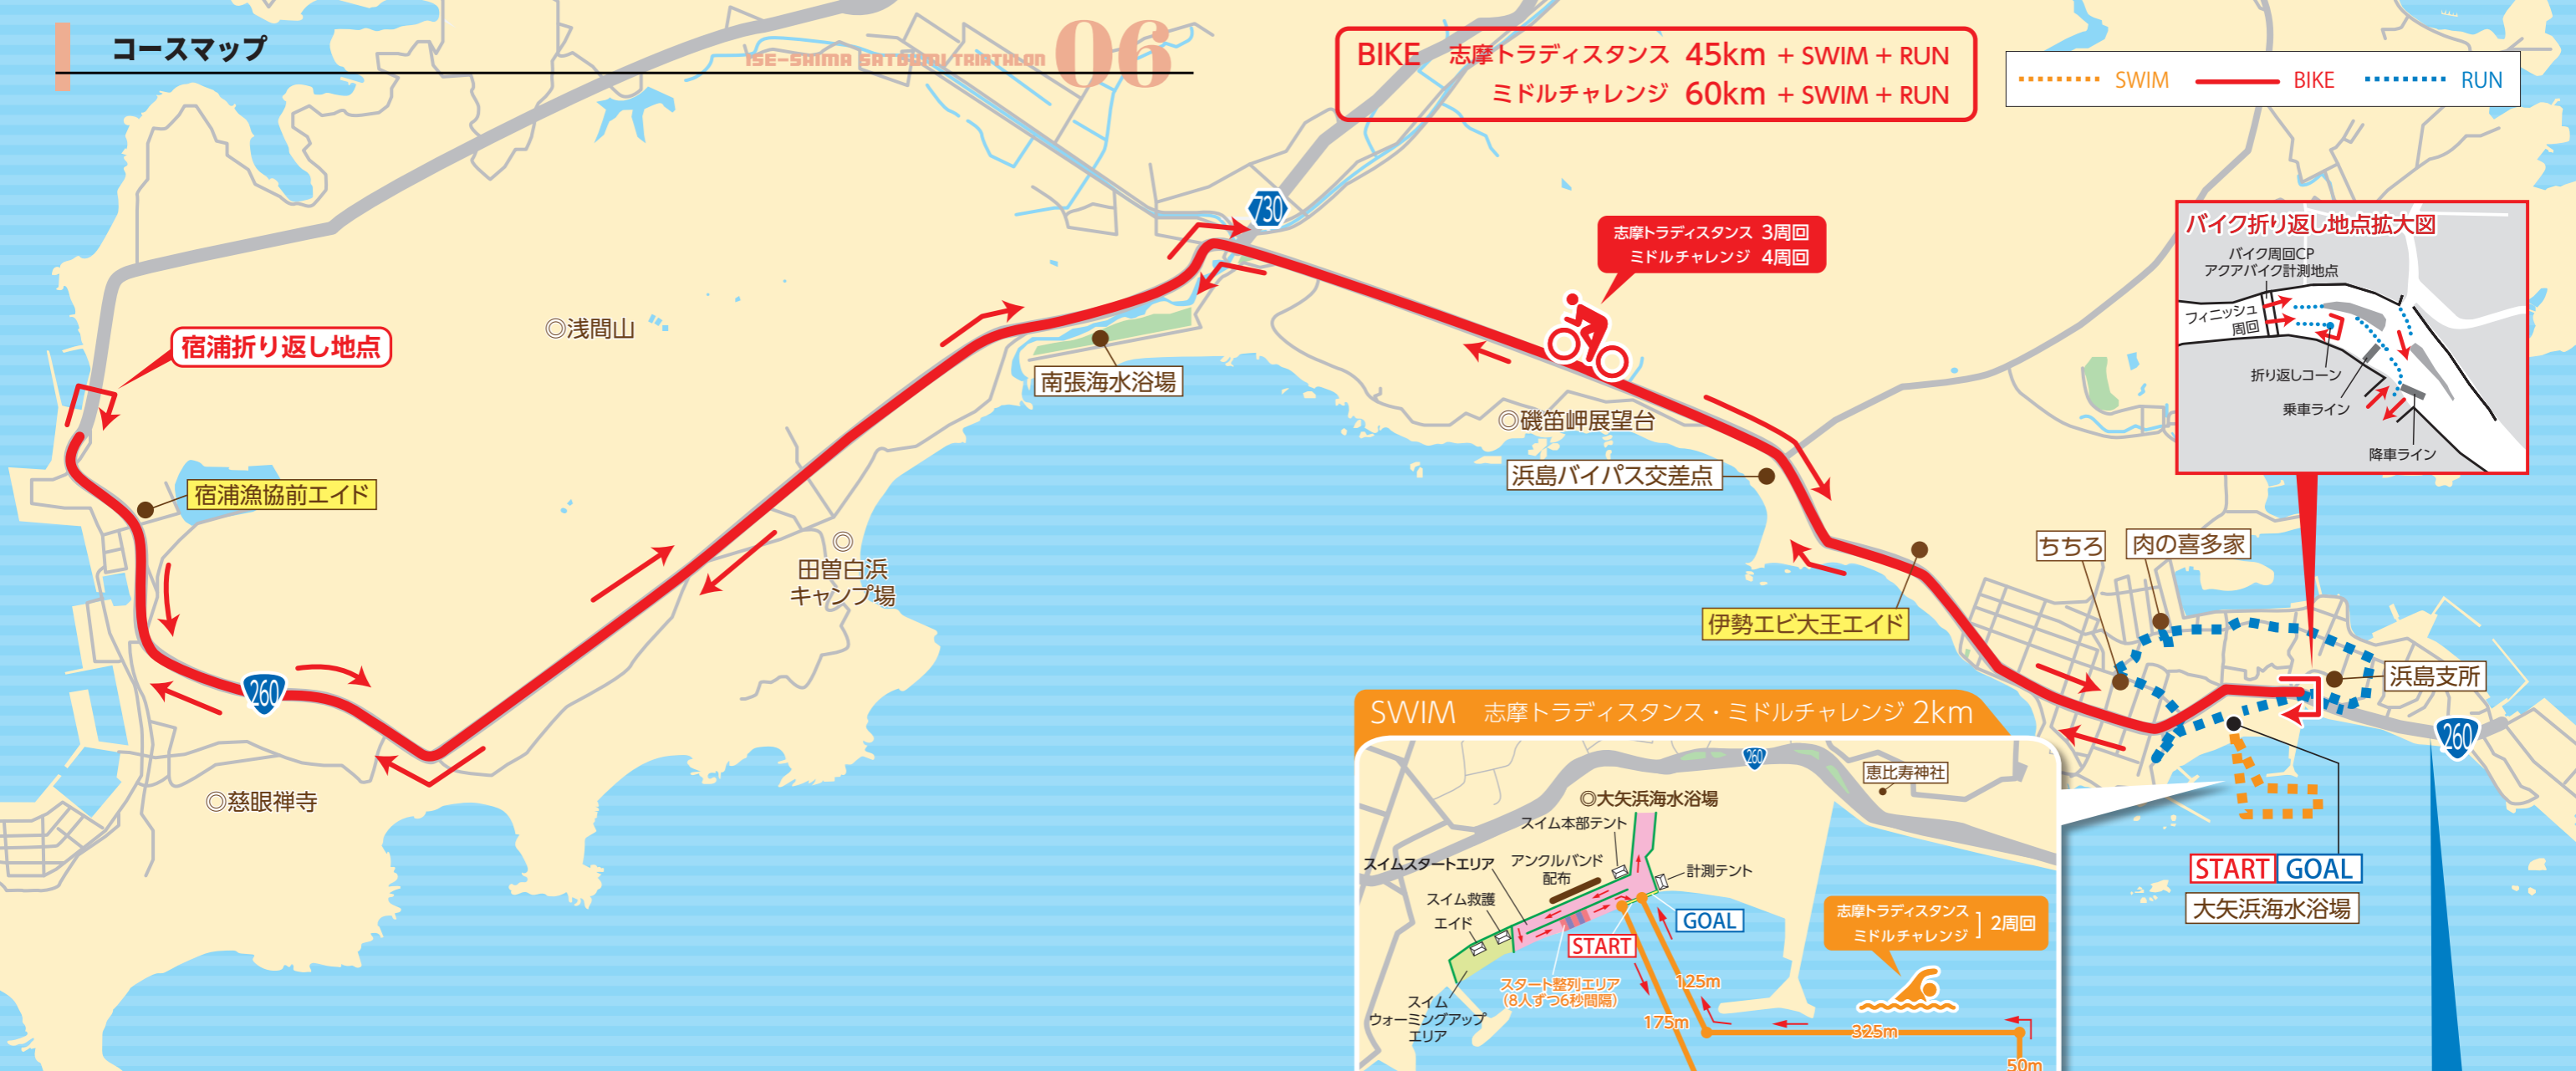 コースマップ
ISE-SHIMA SATOUMI TRIATHLON 06
BIKE 志摩トラディスタンス 45km + SWIM + RUN
ミドルチャレンジ 60km + SWIM + RUN
SWIM BIKE RUN
730
志摩トラディスタンス 3周回
ミドルチャレンジ 4周回
バイク折り返し地点拡大図
バイク周回CP
アクアバイク計測地点
フィニッシュ
周回
折り返しコーン
乗車ライン
降車ライン
宿浦折り返し地点
◎浅間山
南張海水浴場
◎磯笛岬展望台
浜島バイパス交差点
宿浦漁協前エイド
◎
田曽白浜
キャンプ場
ちちろ
肉の喜多家
伊勢エビ大王エイド
浜島支所
260
260
◎慈眼禅寺
START GOAL
大矢浜海水浴場
SWIM 志摩トラディスタンス・ミドルチャレンジ 2km
260
恵比寿神社
◎大矢浜海水浴場
スイム本部テント
スイムスタートエリア
アンクルバンド
配布
計測テント
スイム救護
エイド
GOAL
START
志摩トラディスタンス
ミドルチャレンジ
2周回
スタート整列エリア
(8人ずつ6秒間隔)
125m
スイム
ウォーミングアップ
エリア
175m
325m
50m